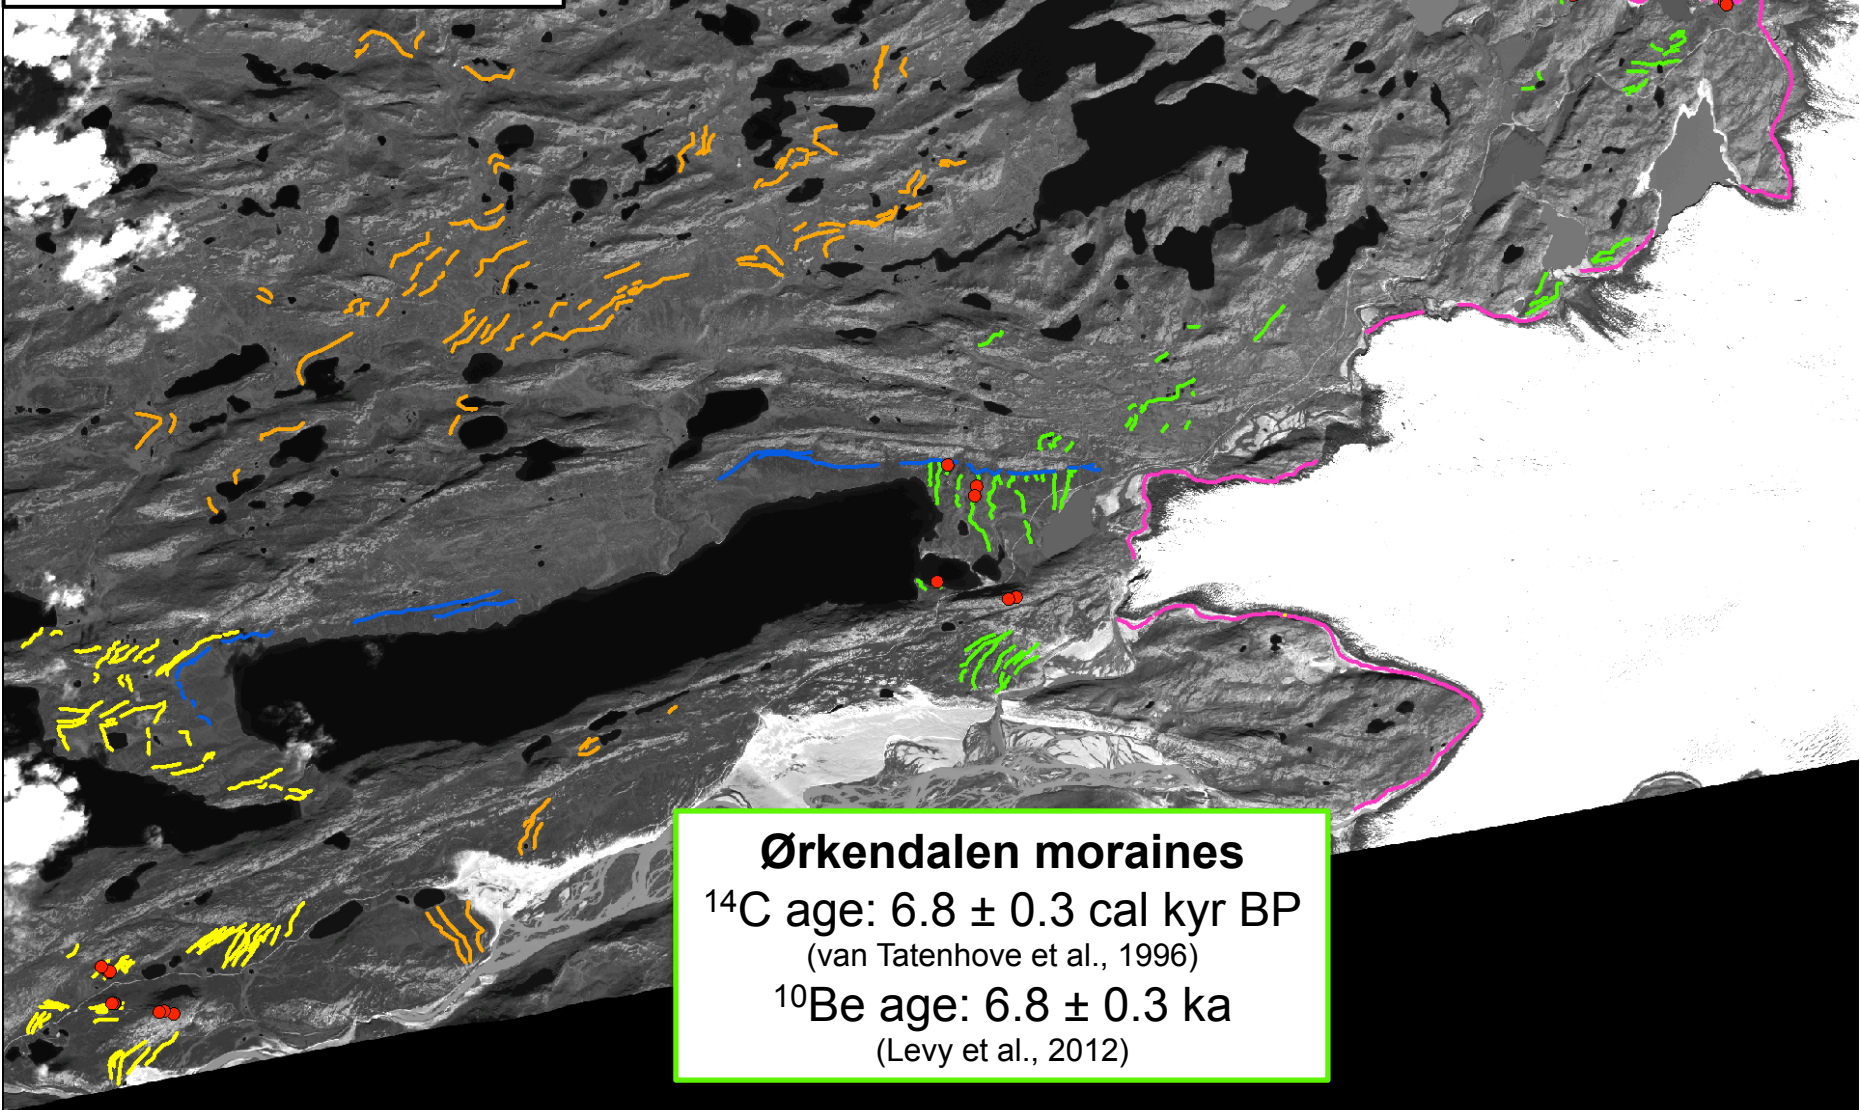 Ørkendalen moraines
¹⁴C age: 6.8 ± 0.3 cal kyr BP
(van Tatenhove et al., 1996)
¹⁰Be age: 6.8 ± 0.3 ka
(Levy et al., 2012)